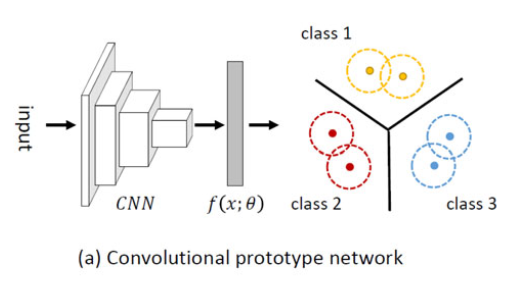 class 1
input
CNN
f(x;θ)
class 2
class 3
(a) Convolutional prototype network